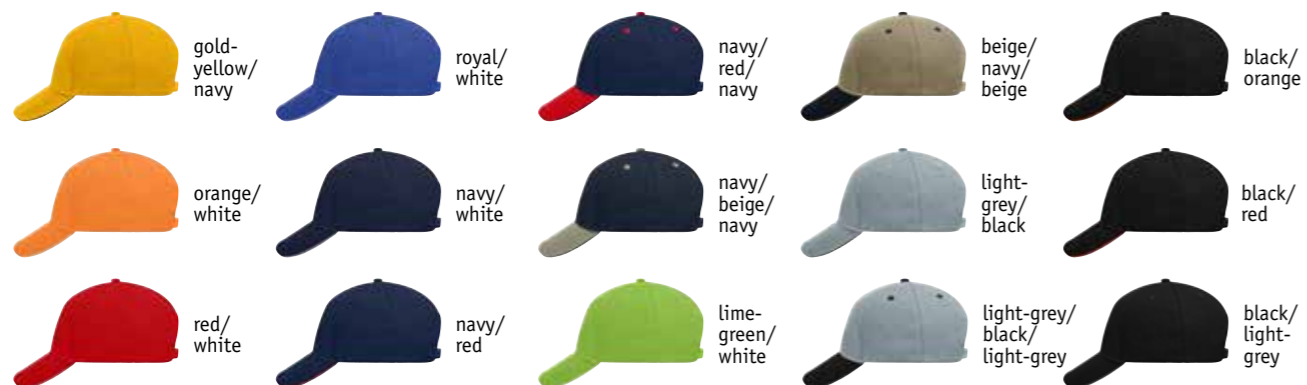 gold-
yellow/
navy
royal/
white
navy/
red/
navy
beige/
navy/
beige
black/
orange
orange/
white
navy/
white
navy/
beige/
navy
light-
grey/
black
black/
red
red/
white
navy/
red
lime-
green/
white
light-grey/
black/
light-grey
black/
light-
grey